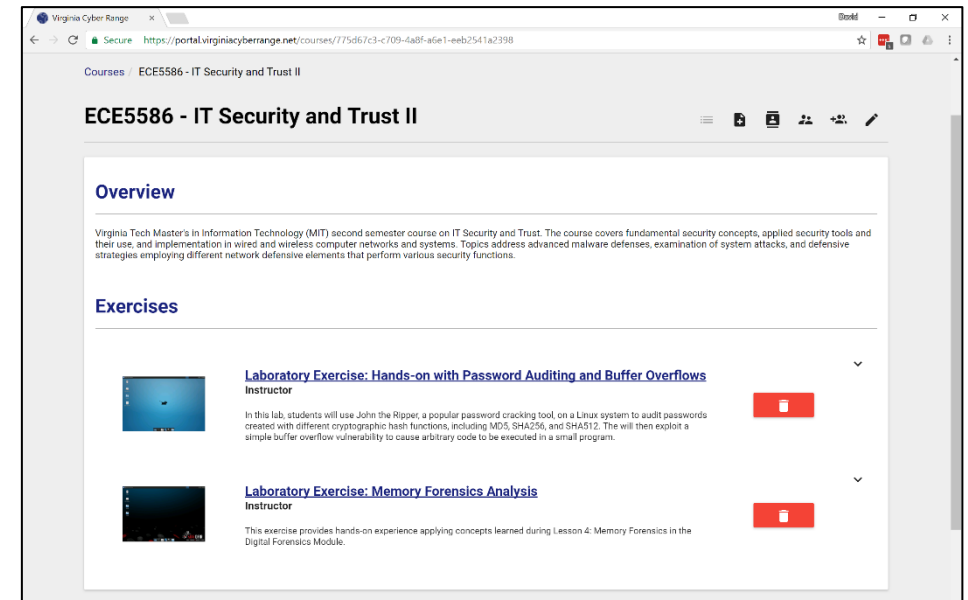 Virginia Cyber Range
David
Secure https://portal.virginiacyberrange.net/courses/775d67c3-c709-4a8f-a6e1-eeb2541a2398
Courses / ECE5586 - IT Security and Trust II
ECE5586 - IT Security and Trust II
Overview
Virginia Tech Master's in Information Technology (MIT) second semester course on IT Security and Trust. The course covers fundamental security concepts, applied security tools and
their use, and implementation in wired and wireless computer networks and systems. Topics address advanced malware defenses, examination of system attacks, and defensive
strategies employing different network defensive elements that perform various security functions.
Exercises
Laboratory Exercise: Hands-on with Password Auditing and Buffer Overflows
Instructor
In this lab, students will use John the Ripper, a popular password cracking tool, on a Linux system to audit passwords
created with different cryptographic hash functions, including MD5, SHA256, and SHA512. The will then exploit a
simple buffer overflow vulnerability to cause arbitrary code to be executed in a small program.
Laboratory Exercise: Memory Forensics Analysis
Instructor
This exercise provides hands-on experience applying concepts learned during Lesson 4: Memory Forensics in the
Digital Forensics Module.